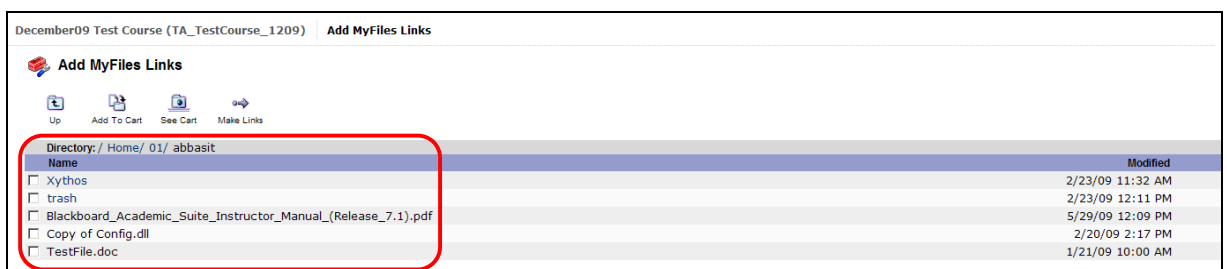 December09 Test Course (TA_TestCourse_1209) Add MyFiles Links
Add MyFiles Links
Up Add To Cart See Cart Make Links
Directory: / Home/ 01/ abbasit
Name Modified
Xythos 2/23/09 11:32 AM
trash 2/23/09 12:11 PM
Blackboard_Academic_Suite_Instructor_Manual_(Release_7.1).pdf 5/29/09 12:09 PM
Copy of Config.dll 2/20/09 2:17 PM
TestFile.doc 1/21/09 10:00 AM